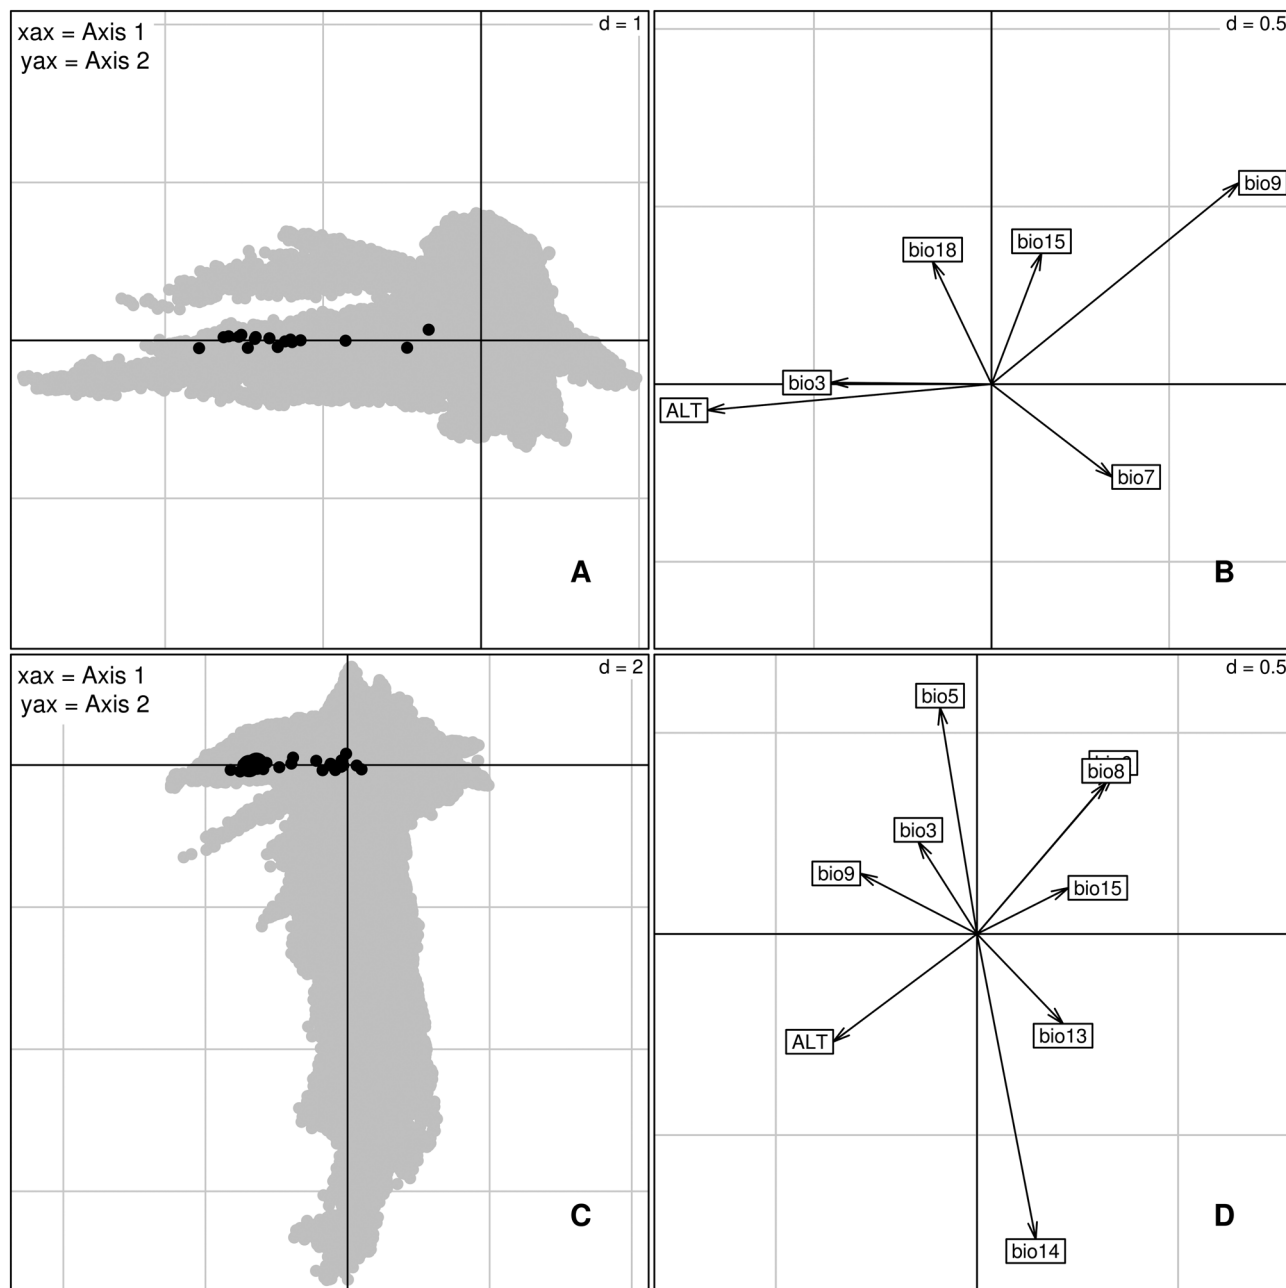 xax = Axis 1
yax = Axis 2
d = 1
A
d = 0.5
bio9
bio15
bio18
bio3
ALT
bio7
B
xax = Axis 1
yax = Axis 2
d = 2
C
d = 0.5
bio5
bio8
bio3
bio9
bio15
ALT
bio13
bio14
D